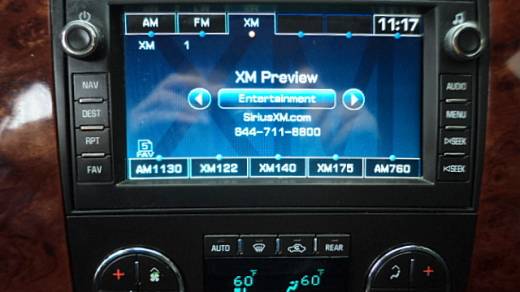 AM FM XM 11:17
XM 1
XM Preview
Entertainment
SiriusXM.com
844-711-8800
5
FAV
AM1130 XM122 XM140 XM175 AM760
NAV
DEST
RPT
FAV
AUDIO
MENU
SEEK
SEEK
AUTO REAR
60°F 60°F